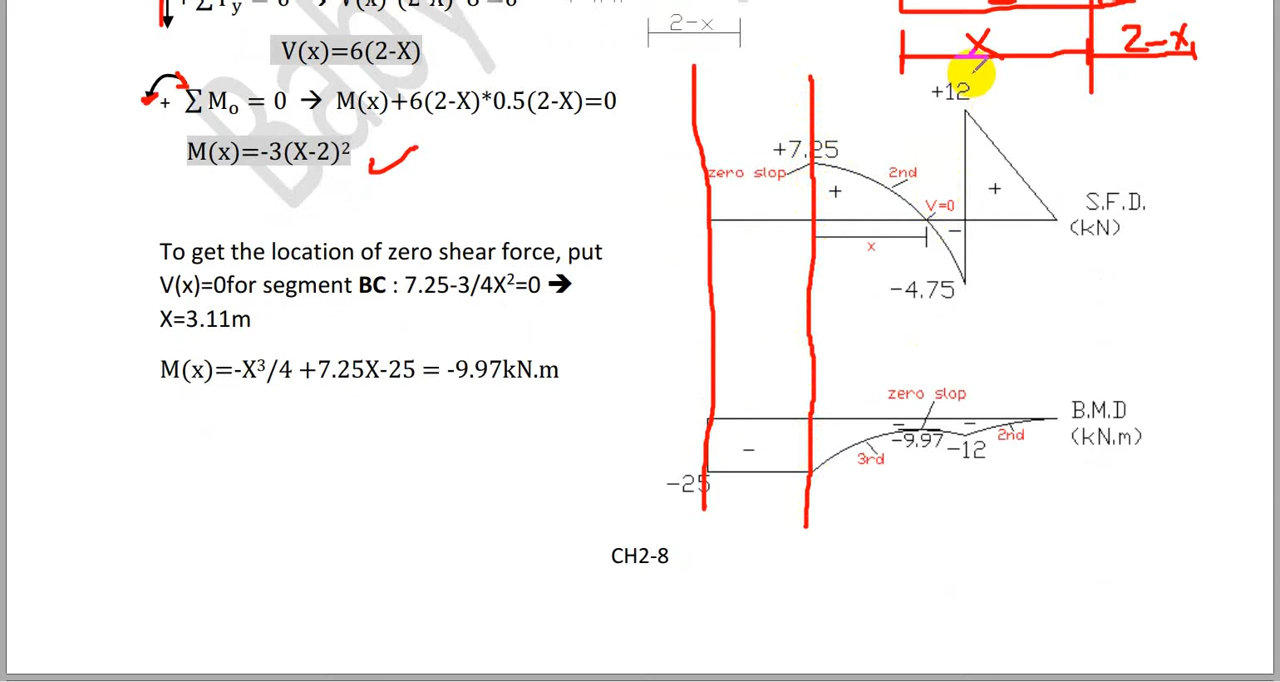 2-x
X 2-x₁
V(x)=6(2-X)
+ ∑ Mₒ = 0 → M(x)+6(2-X)*0.5(2-X)=0
M(x)=-3(X-2)²
Baby
+12
+7.25
zero slop
2nd
+
+
V=0
S.F.D.
(kN)
-
x
-4.75
To get the location of zero shear force, put
V(x)=0for segment BC : 7.25-3/4X²=0 ➔
X=3.11m
M(x)=-X³/4 +7.25X-25 = -9.97kN.m
zero slop
B.M.D
(kN.m)
-
-
-
-9.97
-12
2nd
3rd
-25
CH2-8